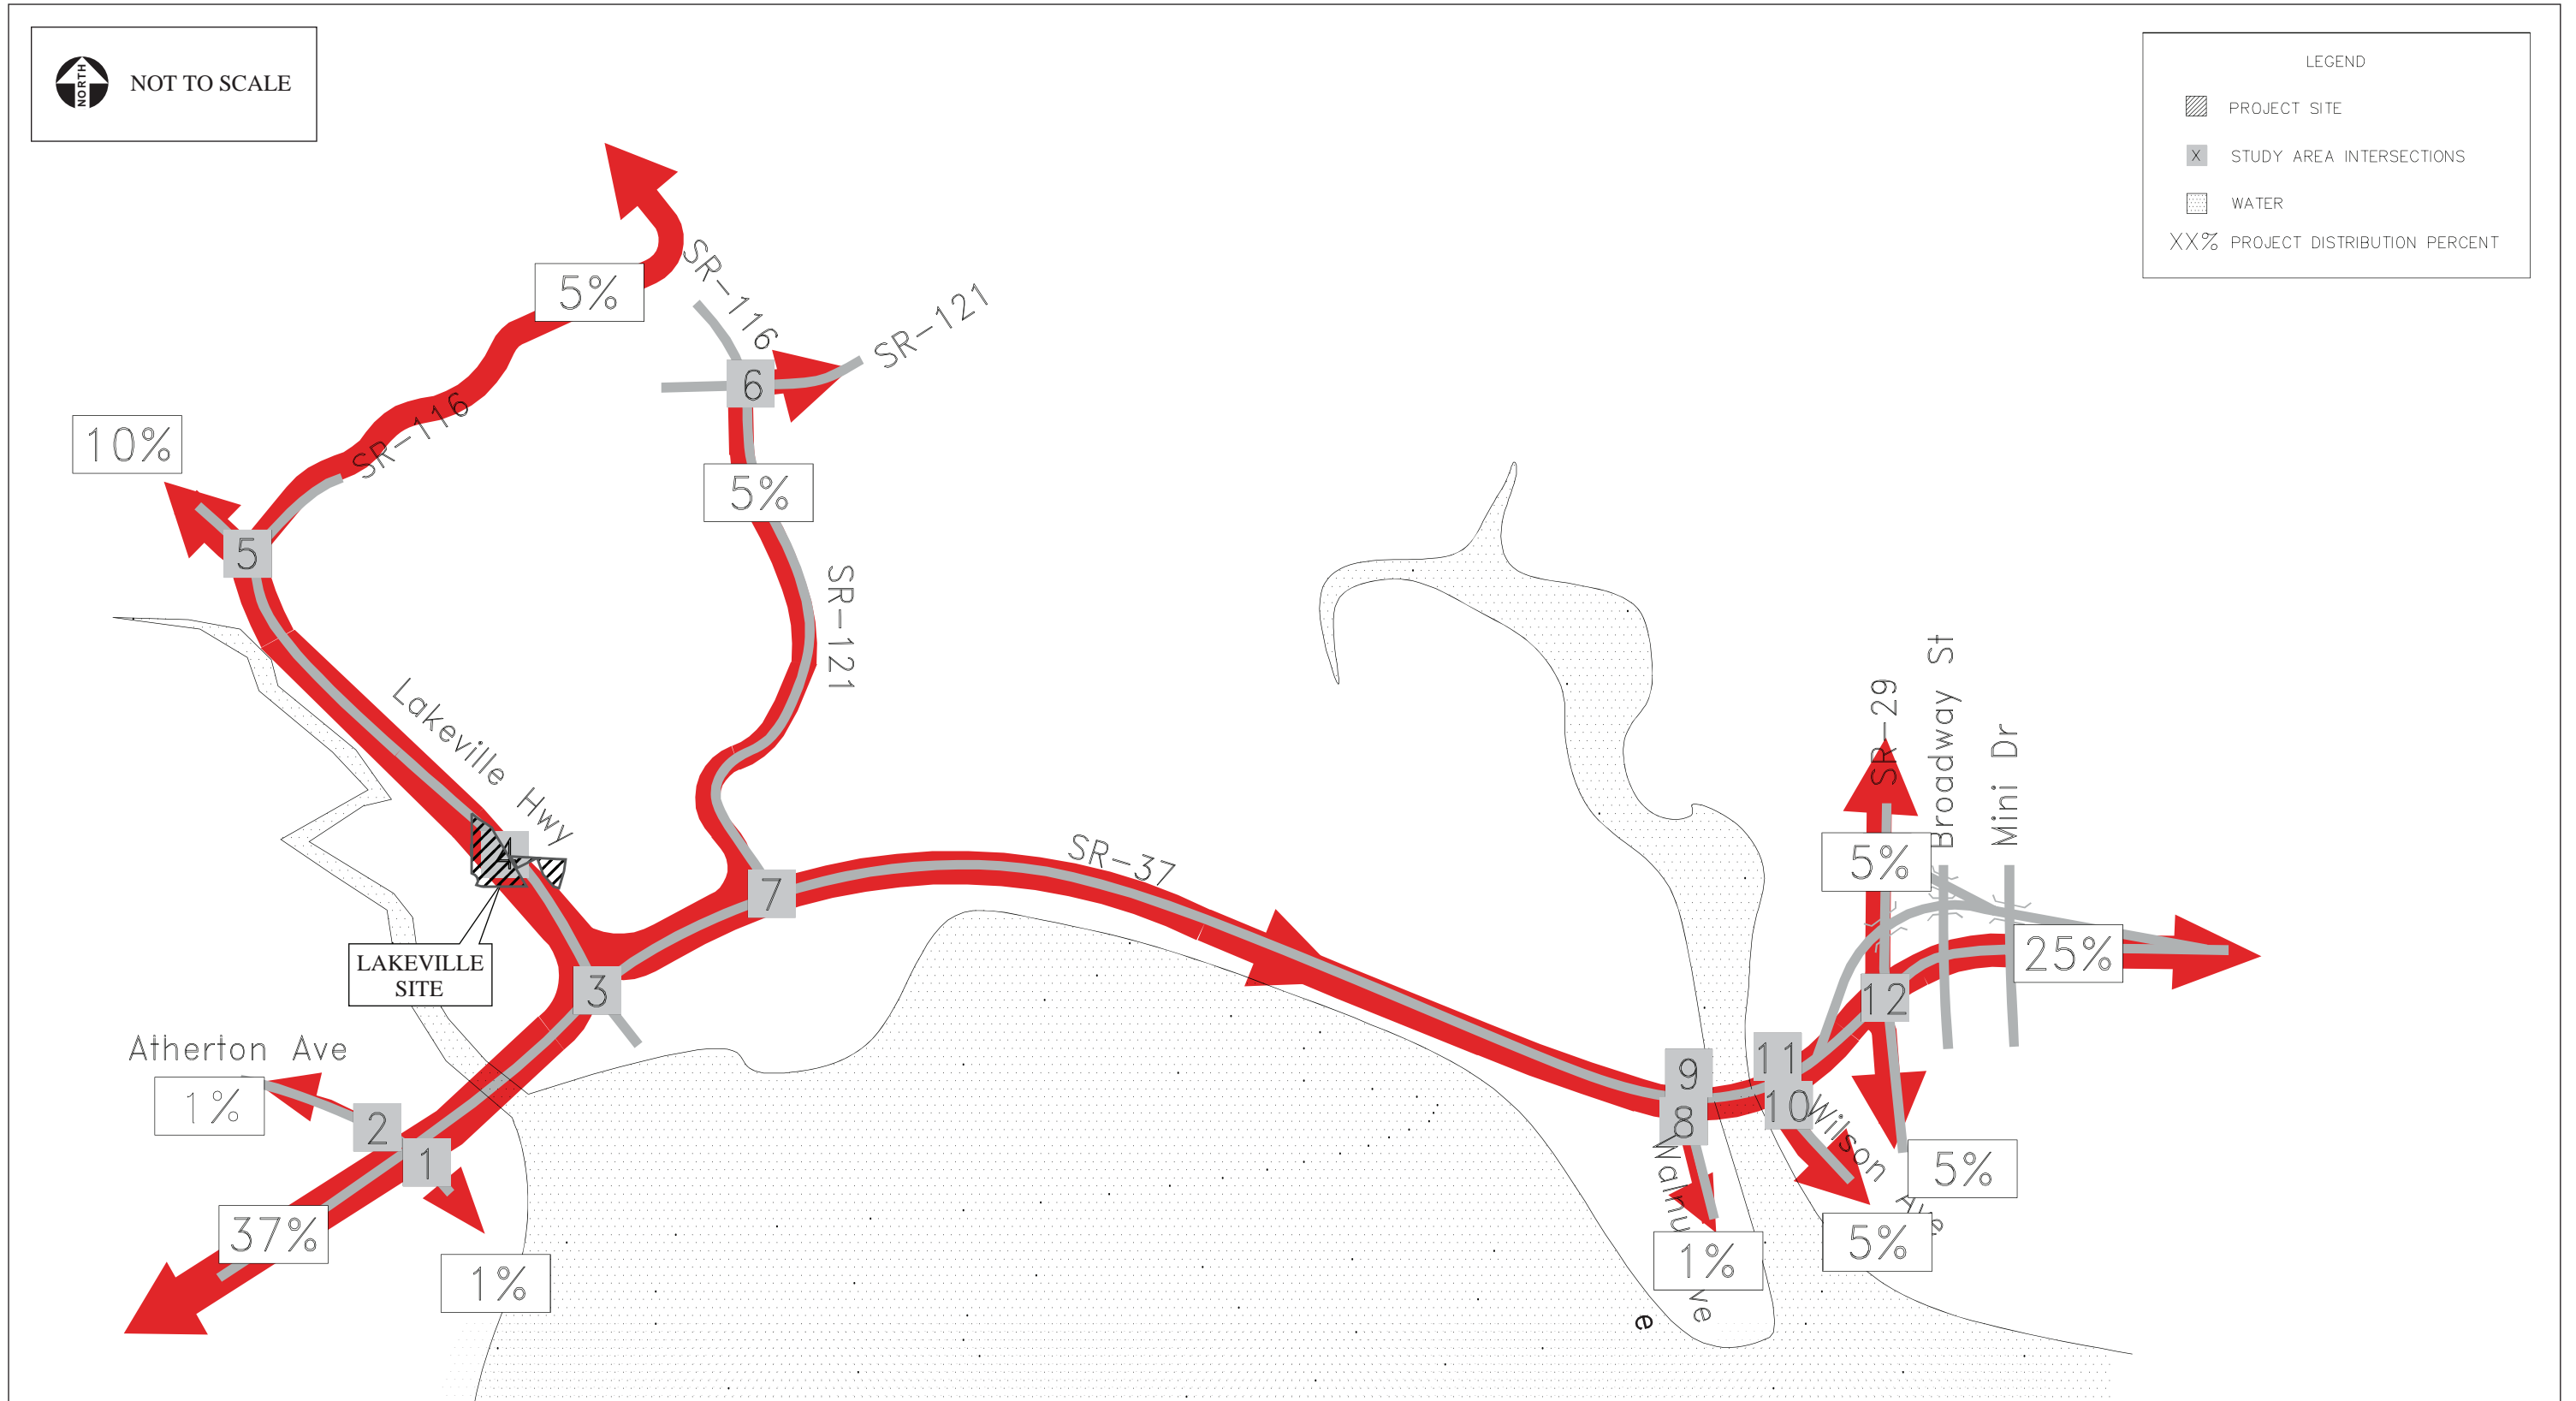 NORTH
NOT TO SCALE
LEGEND
PROJECT SITE
X STUDY AREA INTERSECTIONS
WATER
XX% PROJECT DISTRIBUTION PERCENT
SR-116
5%
SR-121
6
SR-116
10%
5%
5
SR-121
Lakeville Hwy
SR-29
Broadway St
Mini Dr
4
SR-37
5%
7
LAKEVILLE
SITE
25%
3
12
Atherton Ave
1%
2
1
9
8
11
10
Wilson Ave
5%
37%
1%
Walnut Ave
1%
5%
e